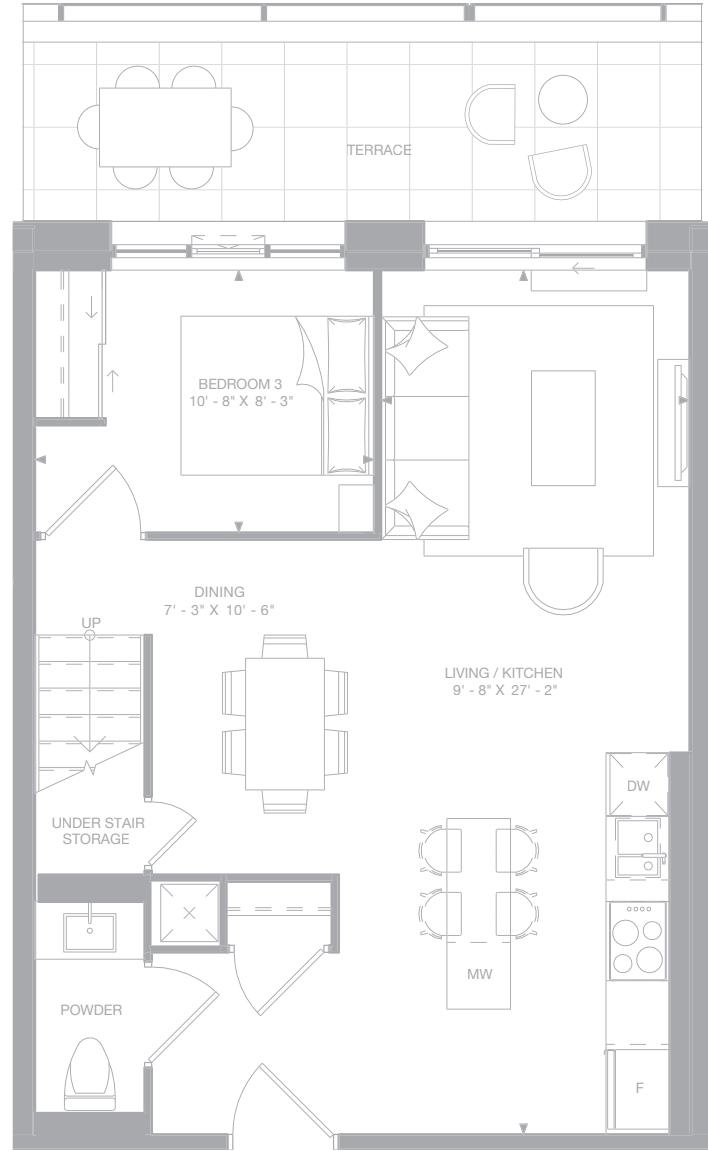 TERRACE
BEDROOM 3
10' - 8" X 8' - 3"
DINING
7' - 3" X 10' - 6"
UP
LIVING / KITCHEN
9' - 8" X 27' - 2"
DW
UNDER STAIR
STORAGE
MW
POWDER
F